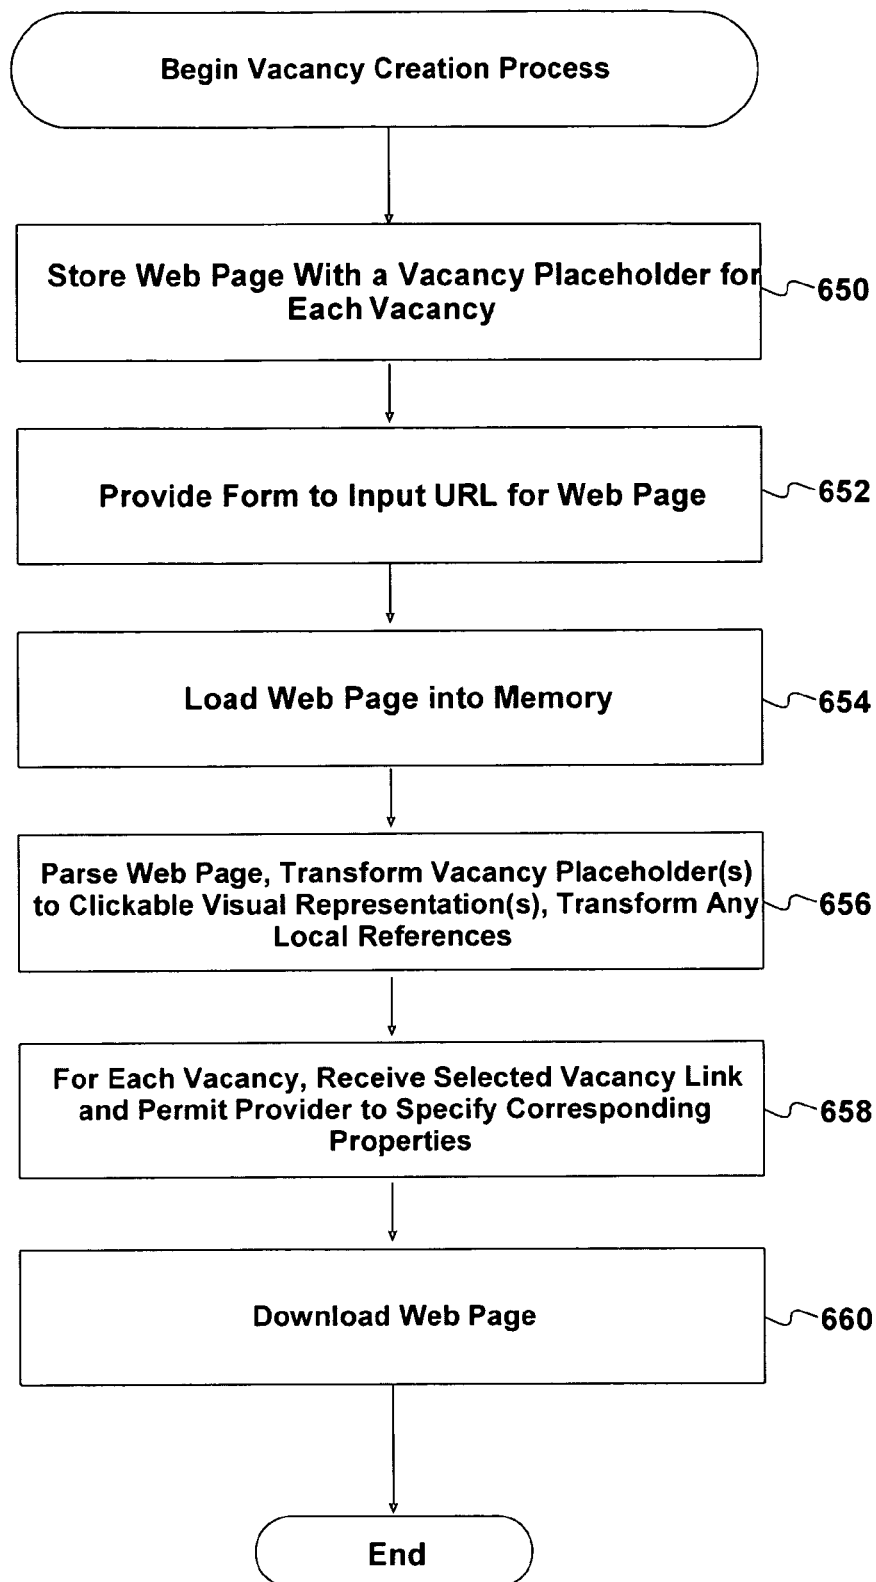 Begin Vacancy Creation Process
Store Web Page With a Vacancy Placeholder for
Each Vacancy
650
Provide Form to Input URL for Web Page
652
Load Web Page into Memory
654
Parse Web Page, Transform Vacancy Placeholder(s)
to Clickable Visual Representation(s), Transform Any
Local References
656
For Each Vacancy, Receive Selected Vacancy Link
and Permit Provider to Specify Corresponding
Properties
658
Download Web Page
660
End